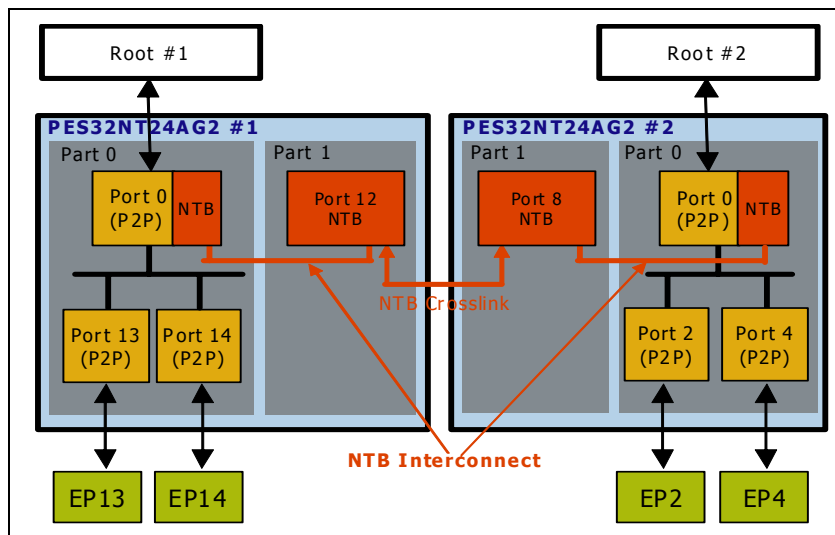 Root #1
Root #2
PES32NT24AG2 #1
PES32NT24AG2 #2
Part 0
Part 1
Part 1
Part 0
Port 0
(P2P)
NTB
Port 12
NTB
Port 8
NTB
Port 0
(P2P)
NTB
NTB Crosslink
Port 13
(P2P)
Port 14
(P2P)
Port 2
(P2P)
Port 4
(P2P)
NTB Interconnect
EP13
EP14
EP2
EP4